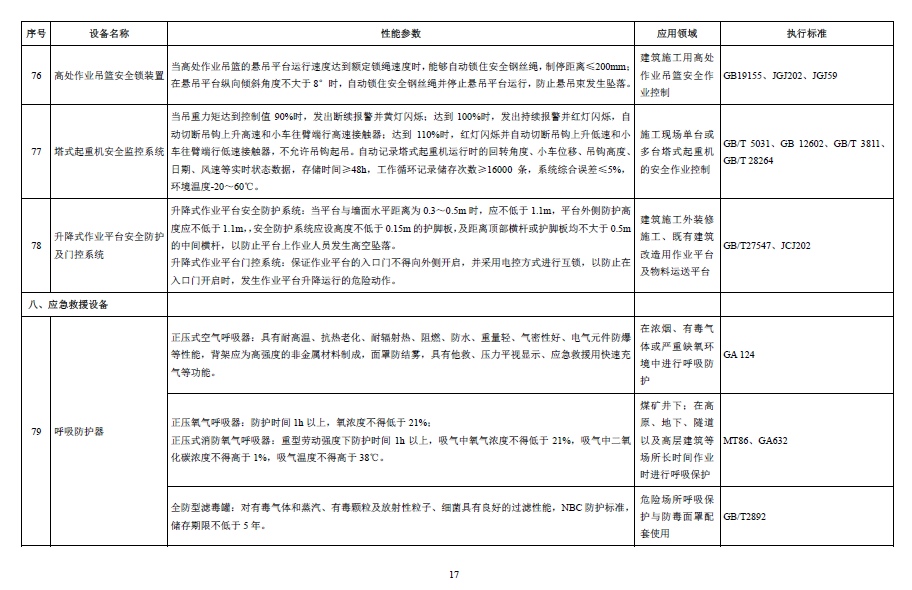 序号 设备名称 性能参数 应用领域 执行标准
76 高处作业吊篮安全锁装置
当高处作业吊篮的悬吊平台运行速度达到额定锁绳速度时，能够自动锁住安全钢丝绳，制停距离≤200mm；
在悬吊平台纵向倾斜角度不大于 8°时，自动锁住安全钢丝绳并停止悬吊平台运行，防止悬吊束发生坠落。
建筑施工用高处
作业吊篮安全作
业控制
GB19155、JGJ202、JGJ59
77 塔式起重机安全监控系统
当吊重力矩达到控制值 90%时，发出断续报警并黄灯闪烁；达到 100%时，发出持续报警并红灯闪烁，自
动切断吊钩上升高速和小车往臂端行高速接触器；达到 110%时，红灯闪烁并自动切断吊钩上升低速和小
车往臂端行低速接触器，不允许吊钩起吊。自动记录塔式起重机运行时的回转角度、小车位移、吊钩高度、
日期、风速等实时状态数据，存储时间≥48h，工作循环记录储存次数≥16000 条，系统综合误差≤5%，
环境温度-20～60℃。
施工现场单台或
多台塔式起重机
的安全作业控制
GB/T 5031、GB 12602、GB/T 3811、
GB/T 28264
78 升降式作业平台安全防护
及门控系统
升降式作业平台安全防护系统：当平台与墙面水平距离为 0.3～0.5m 时，应不低于 1.1m，平台外侧防护高
度应不低于 1.1m，，安全防护系统应设高度不低于 0.15m 的护脚板，及距离顶部横杆或护脚板均不大于 0.5m
的中间横杆，以防止平台上作业人员发生高空坠落。
升降式作业平台门控系统：保证作业平台的入口门不得向外侧开启，并采用电控方式进行互锁，以防止在
入口门开启时，发生作业平台升降运行的危险动作。
建筑施工外装修
施工、既有建筑
改造用作业平台
及物料运送平台
GB/T27547、JCJ202
八、应急救援设备
79 呼吸防护器
正压式空气呼吸器：具有耐高温、抗热老化、耐辐射热、阻燃、防水、重量轻、气密性好、电气元件防爆
等性能，背架应为高强度的非金属材料制成，面罩防结雾，具有他救、压力平视显示、应急救援用快速充
气等功能。
在浓烟、有毒气
体或严重缺氧环
境中进行呼吸防
护
GA 124
正压氧气呼吸器：防护时间 1h 以上，氧浓度不得低于 21%；
正压式消防氧气呼吸器：重型劳动强度下防护时间 1h 以上，吸气中氧气浓度不得低于 21%，吸气中二氧
化碳浓度不得高于 1%，吸气温度不得高于 38℃。
煤矿井下；在高
原、地下、隧道
以及高层建筑等
场所长时间作业
时进行呼吸保护
MT86、GA632
全防型滤毒罐：对有毒气体和蒸汽、有毒颗粒及放射性粒子、细菌具有良好的过滤性能，NBC 防护标准，
储存期限不低于 5 年。
危险场所呼吸保
护与防毒面罩配
套使用
GB/T2892
17